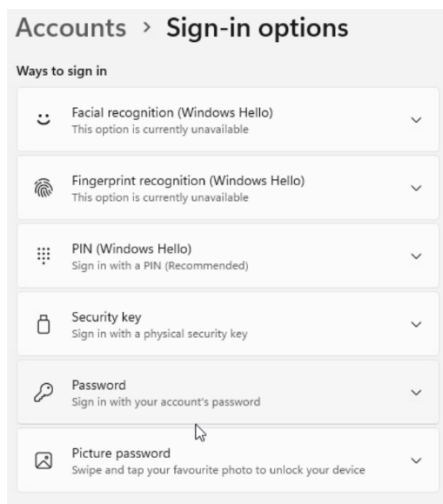 Accounts > Sign-in options
Ways to sign in
Facial recognition (Windows Hello)
This option is currently unavailable
Fingerprint recognition (Windows Hello)
This option is currently unavailable
PIN (Windows Hello)
Sign in with a PIN (Recommended)
Security key
Sign in with a physical security key
Password
Sign in with your account's password
Picture password
Swipe and tap your favourite photo to unlock your device